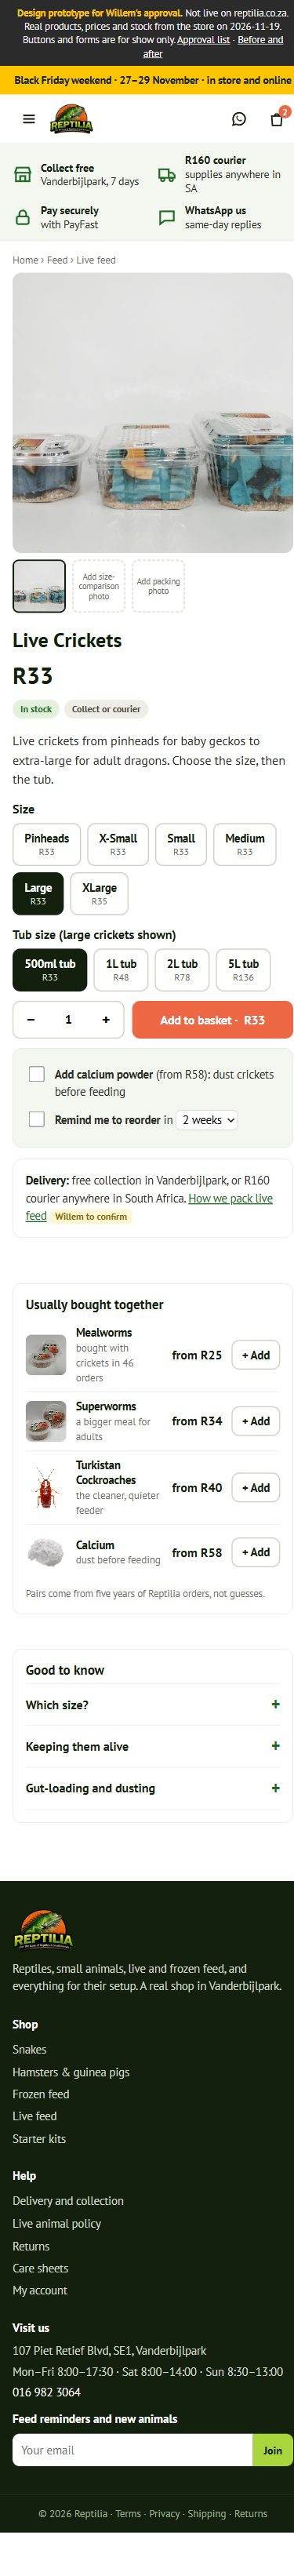 Design prototype for Willem's approval. Not live on reptilia.co.za.
Real products, prices and stock from the store on 2026-11-19.
Buttons and forms are for show only. Approval list · Before and
after
Black Friday weekend · 27–29 November · in store and online
REPTILIA
2
Collect free
Vanderbijlpark, 7 days
R160 courier
supplies anywhere in
SA
Pay securely
with PayFast
WhatsApp us
same-day replies
Home › Feed › Live feed
Add size-
comparison
photo
Add packing
photo
Live Crickets
R33
In stock
Collect or courier
Live crickets from pinheads for baby geckos to
extra-large for adult dragons. Choose the size, then
the tub.
Size
Pinheads
R33
X-Small
R33
Small
R33
Medium
R33
Large
R33
XLarge
R35
Tub size (large crickets shown)
500ml tub
R33
1L tub
R48
2L tub
R78
5L tub
R136
− 1 +
Add to basket · R33
Add calcium powder (from R58): dust crickets
before feeding
Remind me to reorder in 2 weeks
Delivery: free collection in Vanderbijlpark, or R160
courier anywhere in South Africa. How we pack live
feed Willem to confirm
Usually bought together
Mealworms
bought with
crickets in 46
orders
from R25
+ Add
Superworms
a bigger meal for
adults
from R34
+ Add
Turkistan
Cockroaches
the cleaner, quieter
feeder
from R40
+ Add
Calcium
dust before feeding
from R58
+ Add
Pairs come from five years of Reptilia orders, not guesses.
Good to know
Which size? +
Keeping them alive +
Gut-loading and dusting +
REPTILIA
Reptiles, small animals, live and frozen feed, and
everything for their setup. A real shop in Vanderbijlpark.
Shop
Snakes
Hamsters & guinea pigs
Frozen feed
Live feed
Starter kits
Help
Delivery and collection
Live animal policy
Returns
Care sheets
My account
Visit us
107 Piet Retief Blvd, SE1, Vanderbijlpark
Mon–Fri 8:00–17:30 · Sat 8:00–14:00 · Sun 8:30–13:00
016 982 3064
Feed reminders and new animals
Your email
Join
© 2026 Reptilia · Terms · Privacy · Shipping · Returns